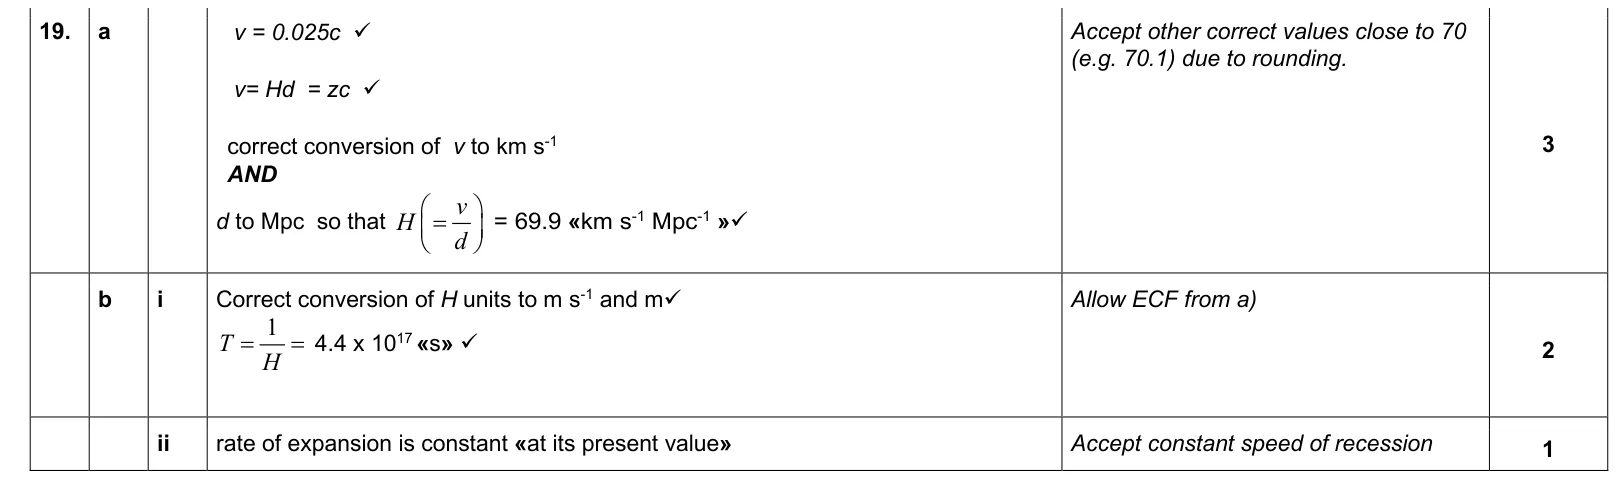 19. a v = 0.025c ✓ Accept other correct values close to 70
(e.g. 70.1) due to rounding.
v= Hd = zc ✓
correct conversion of v to km s-1 3
AND
d to Mpc so that H(= v/d) = 69.9 «km s-1 Mpc-1 »✓
b i Correct conversion of H units to m s-1 and m✓ Allow ECF from a)
T = 1/H = 4.4 x 1017 «s» ✓ 2
ii rate of expansion is constant «at its present value» Accept constant speed of recession 1